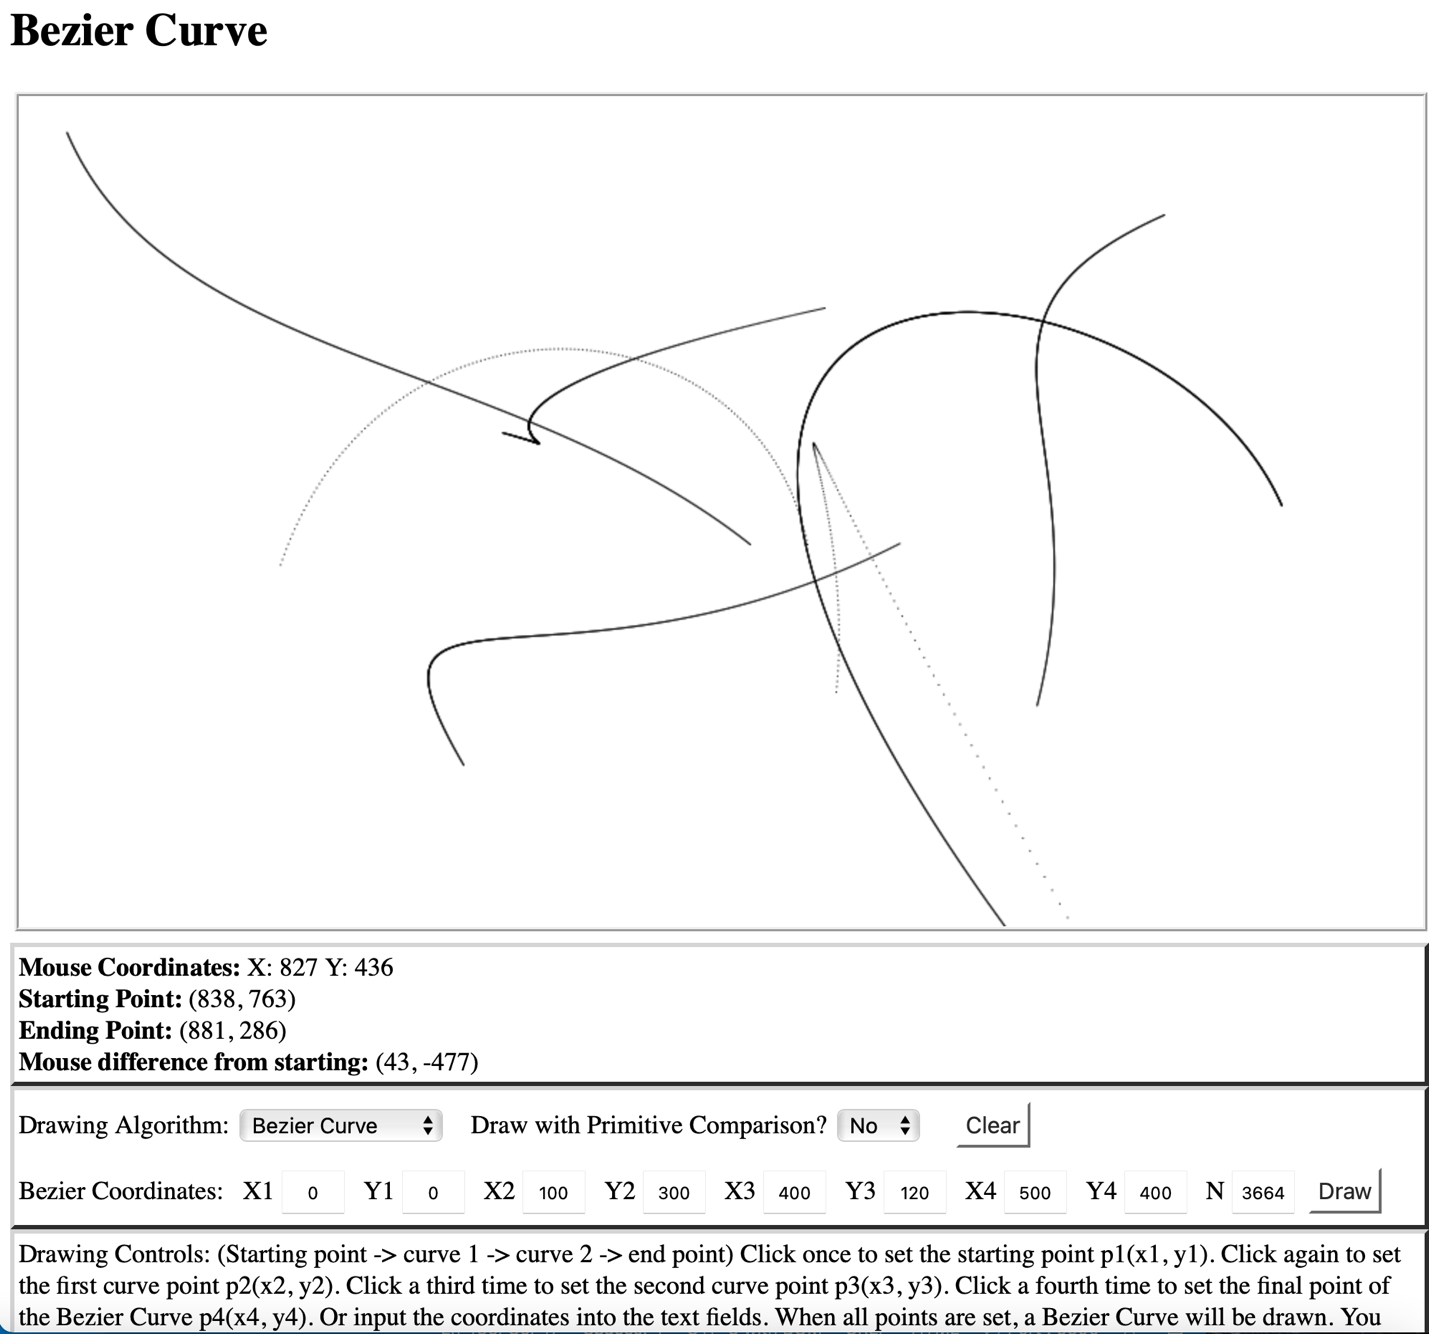 Bezier Curve
Mouse Coordinates: X: 827 Y: 436
Starting Point: (838, 763)
Ending Point: (881, 286)
Mouse difference from starting: (43, -477)
Drawing Algorithm: Bezier Curve Draw with Primitive Comparison? No Clear
Bezier Coordinates: X1 0 Y1 0 X2 100 Y2 300 X3 400 Y3 120 X4 500 Y4 400 N 3664 Draw
Drawing Controls: (Starting point -> curve 1 -> curve 2 -> end point) Click once to set the starting point p1(x1, y1). Click again to set
the first curve point p2(x2, y2). Click a third time to set the second curve point p3(x3, y3). Click a fourth time to set the final point of
the Bezier Curve p4(x4, y4). Or input the coordinates into the text fields. When all points are set, a Bezier Curve will be drawn. You